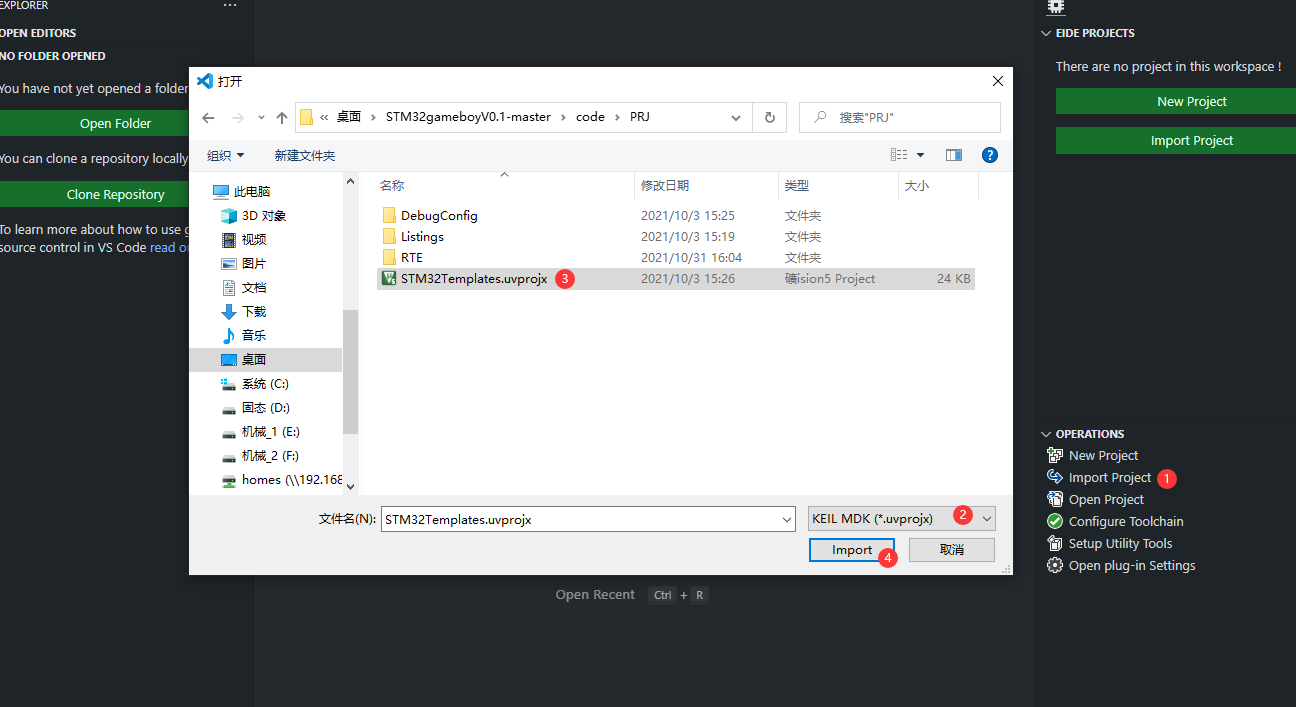 EXPLORER
OPEN EDITORS
NO FOLDER OPENED
You have not yet opened a folder
Open Folder
You can clone a repository locally
Clone Repository
To learn more about how to use
source control in VS Code read
打开
« 桌面 › STM32gameboyV0.1-master › code › PRJ
搜索"PRJ"
组织 新建文件夹
此电脑
3D 对象
视频
图片
文档
下载
音乐
桌面
系统 (C:)
固态 (D:)
机械_1 (E:)
机械_2 (F:)
homes (\\192.168
名称 修改日期 类型 大小
DebugConfig 2021/10/3 15:25 文件夹
Listings 2021/10/3 15:19 文件夹
RTE 2021/10/31 16:04 文件夹
STM32Templates.uvprojx 3 2021/10/3 15:26 礦ision5 Project 24 KB
文件名(N): STM32Templates.uvprojx KEIL MDK (*.uvprojx) 2
Import 4 取消
Open Recent Ctrl + R
EIDE PROJECTS
There are no project in this workspace !
New Project
Import Project
OPERATIONS
New Project
Import Project 1
Open Project
Configure Toolchain
Setup Utility Tools
Open plug-in Settings